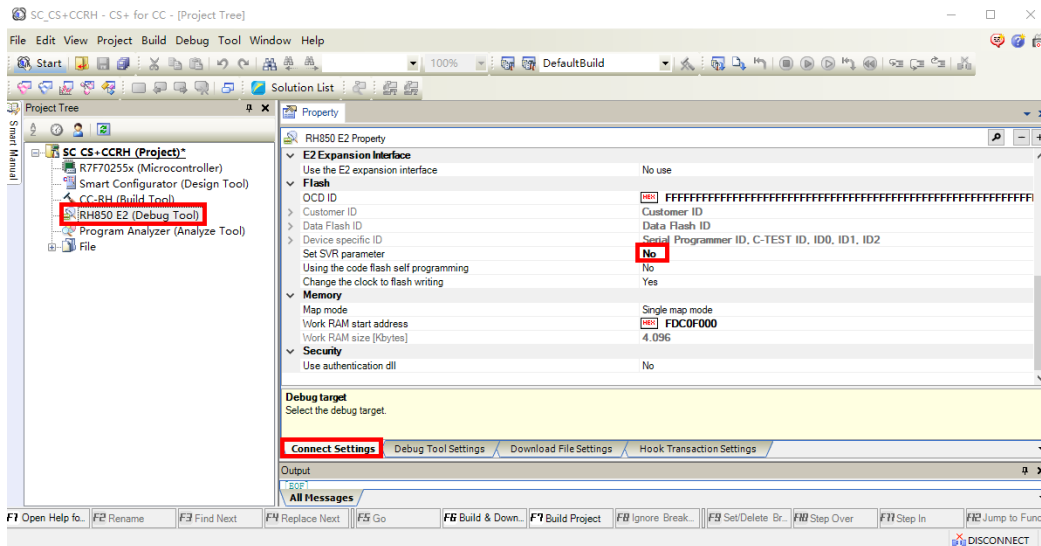 SC_CS+CCRH - CS+ for CC - [Project Tree]
File Edit View Project Build Debug Tool Window Help
Start 100% DefaultBuild
Solution List
Smart Manual
Project Tree
SC CS+CCRH (Project)*
R7F70255x (Microcontroller)
Smart Configurator (Design Tool)
CC-RH (Build Tool)
RH850 E2 (Debug Tool)
Program Analyzer (Analyze Tool)
File
Property
RH850 E2 Property
E2 Expansion Interface
Use the E2 expansion interface No use
Flash
OCD ID HEX FFFFFFFFFFFFFFFFFFFFFFFFFFFFFFFFFFFFFFFFFFFFFFFFFFFF
Customer ID Customer ID
Data Flash ID Data Flash ID
Device specific ID Serial Programmer ID, C-TEST ID, ID0, ID1, ID2
Set SVR parameter No
Using the code flash self programming No
Change the clock to flash writing Yes
Memory
Map mode Single map mode
Work RAM start address HEX FDC0F000
Work RAM size [Kbytes] 4.096
Security
Use authentication dll No
Debug target
Select the debug target.
Connect Settings Debug Tool Settings Download File Settings Hook Transaction Settings
Output
[EOF]
All Messages
F1 Open Help fo... F2 Rename F3 Find Next F4 Replace Next F5 Go F6 Build & Down... F7 Build Project F8 Ignore Break... F9 Set/Delete Br... F10 Step Over F11 Step In F12 Jump to Func
DISCONNECT